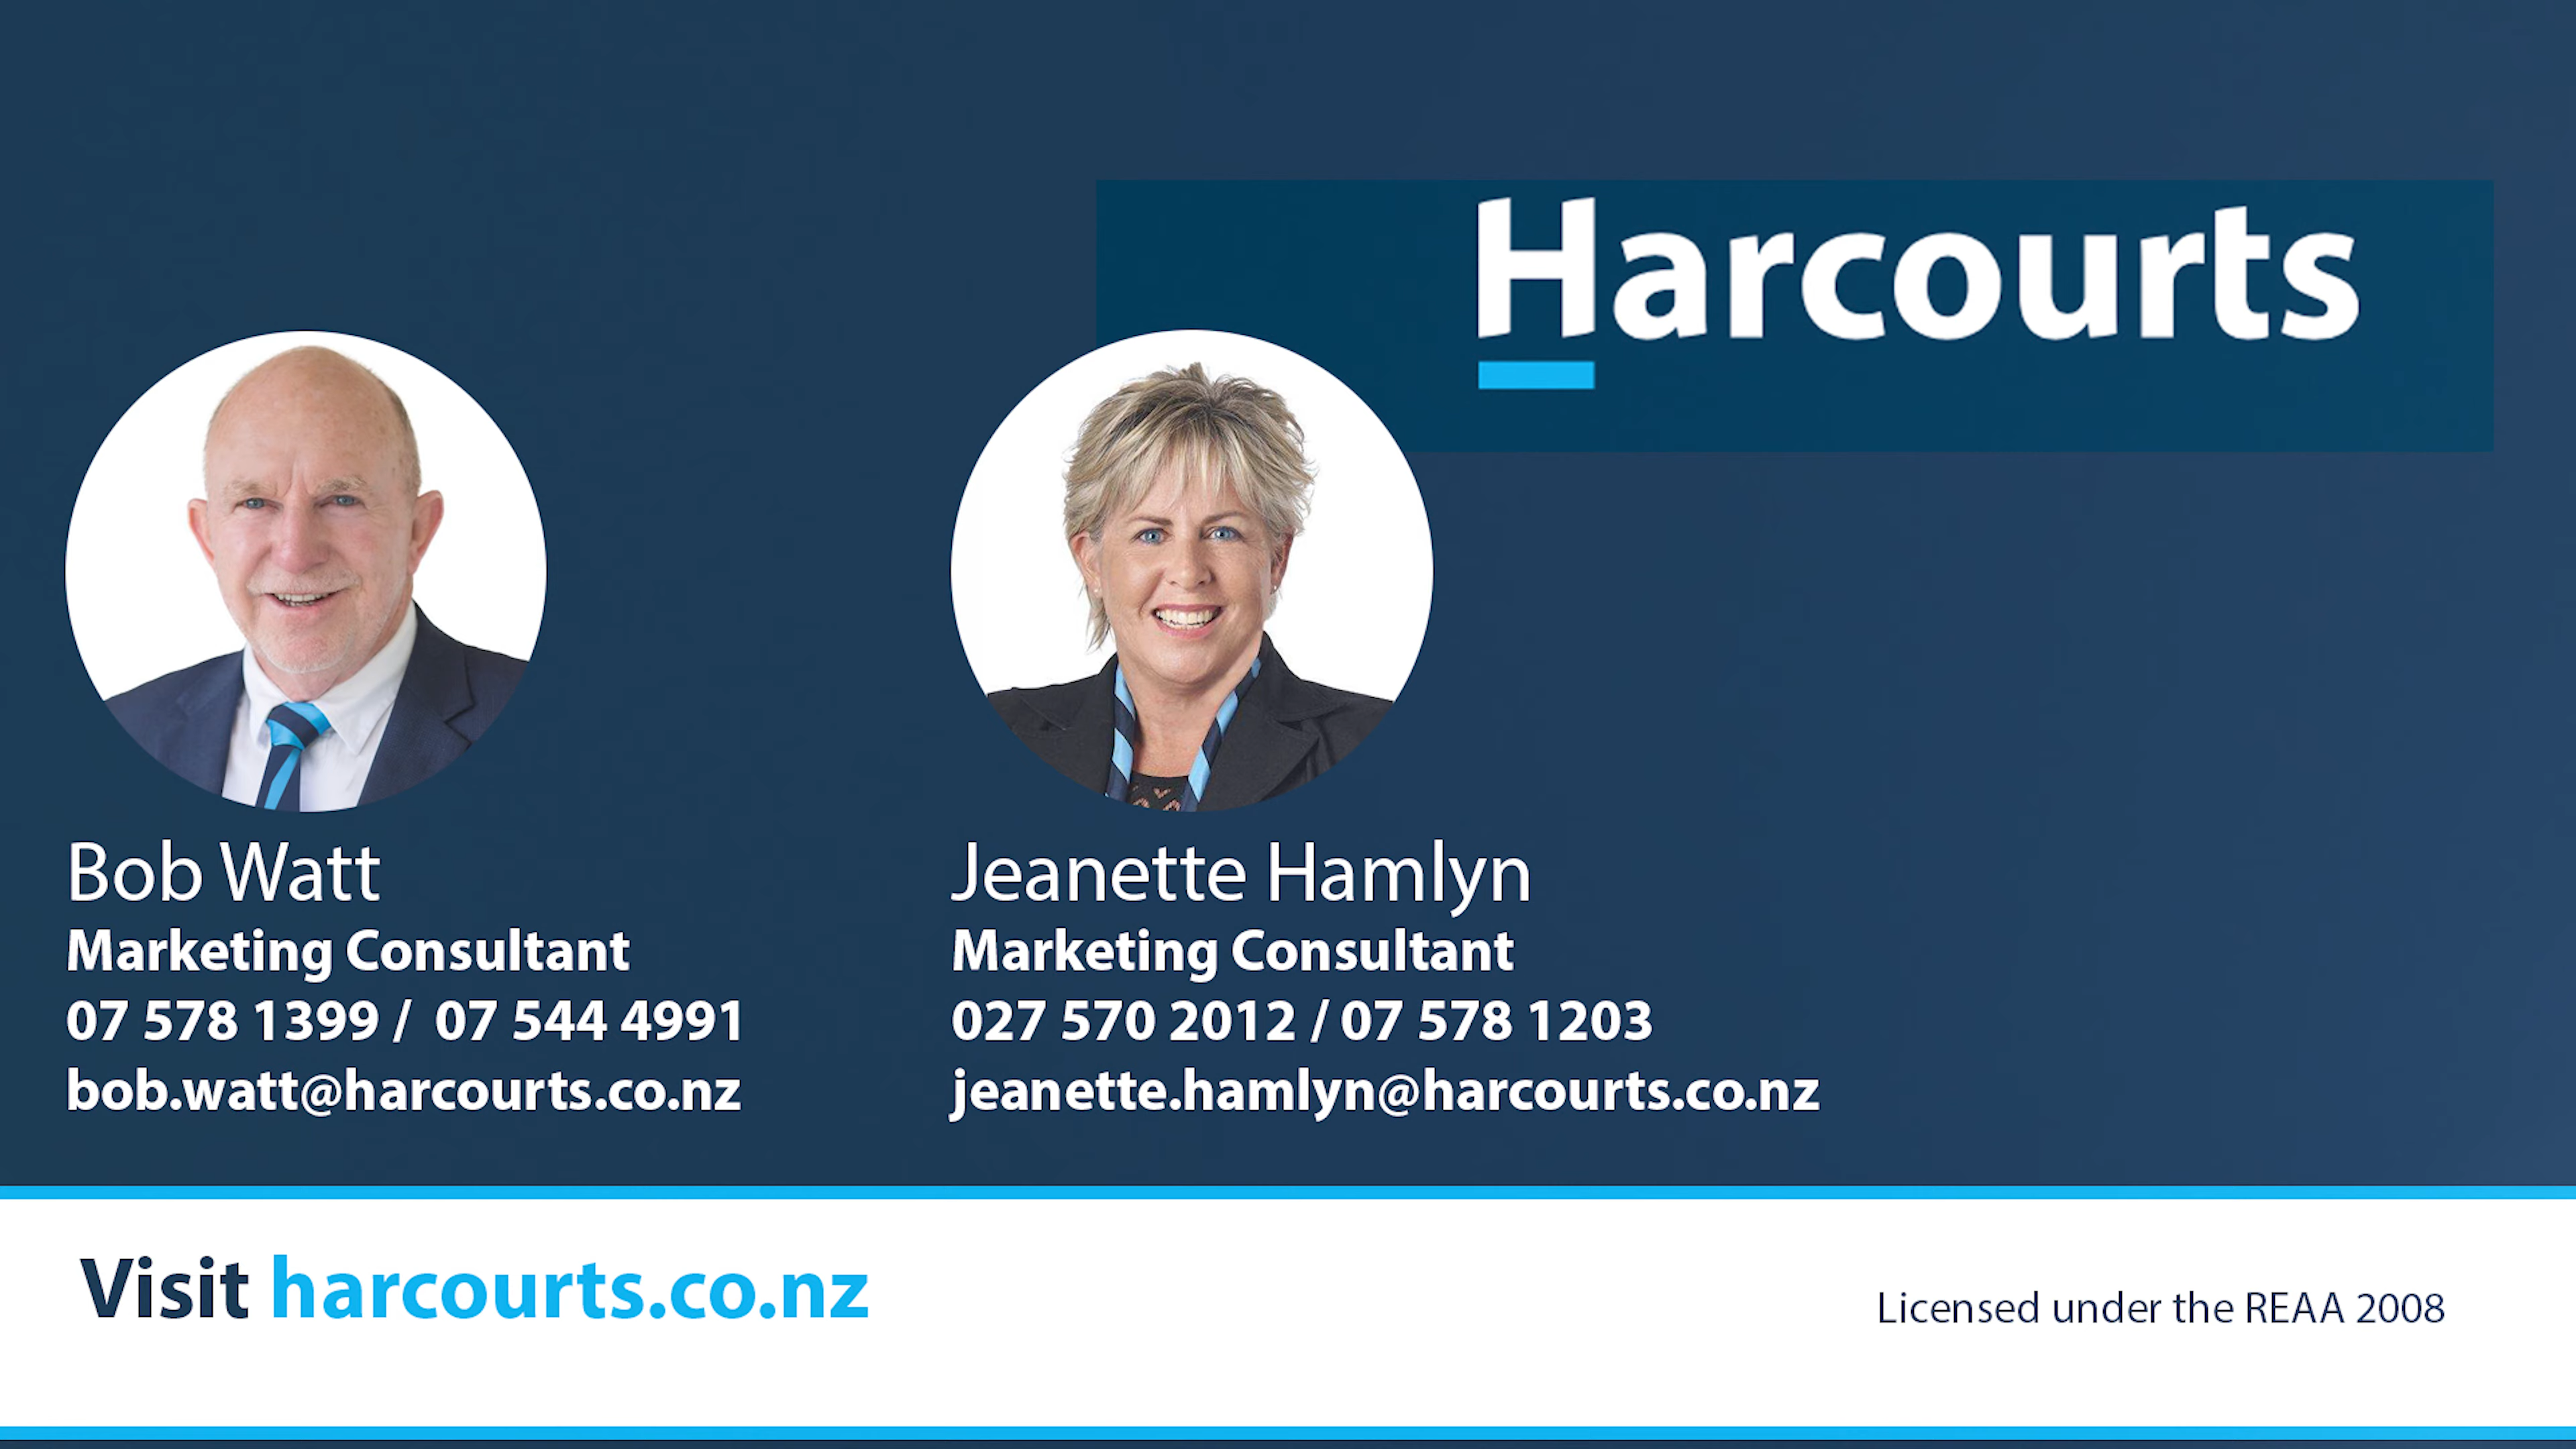 Harcourts
Bob Watt
Marketing Consultant
07 578 1399 / 07 544 4991
bob.watt@harcourts.co.nz
Jeanette Hamlyn
Marketing Consultant
027 570 2012 / 07 578 1203
jeanette.hamlyn@harcourts.co.nz
Visit harcourts.co.nz
Licensed under the REAA 2008